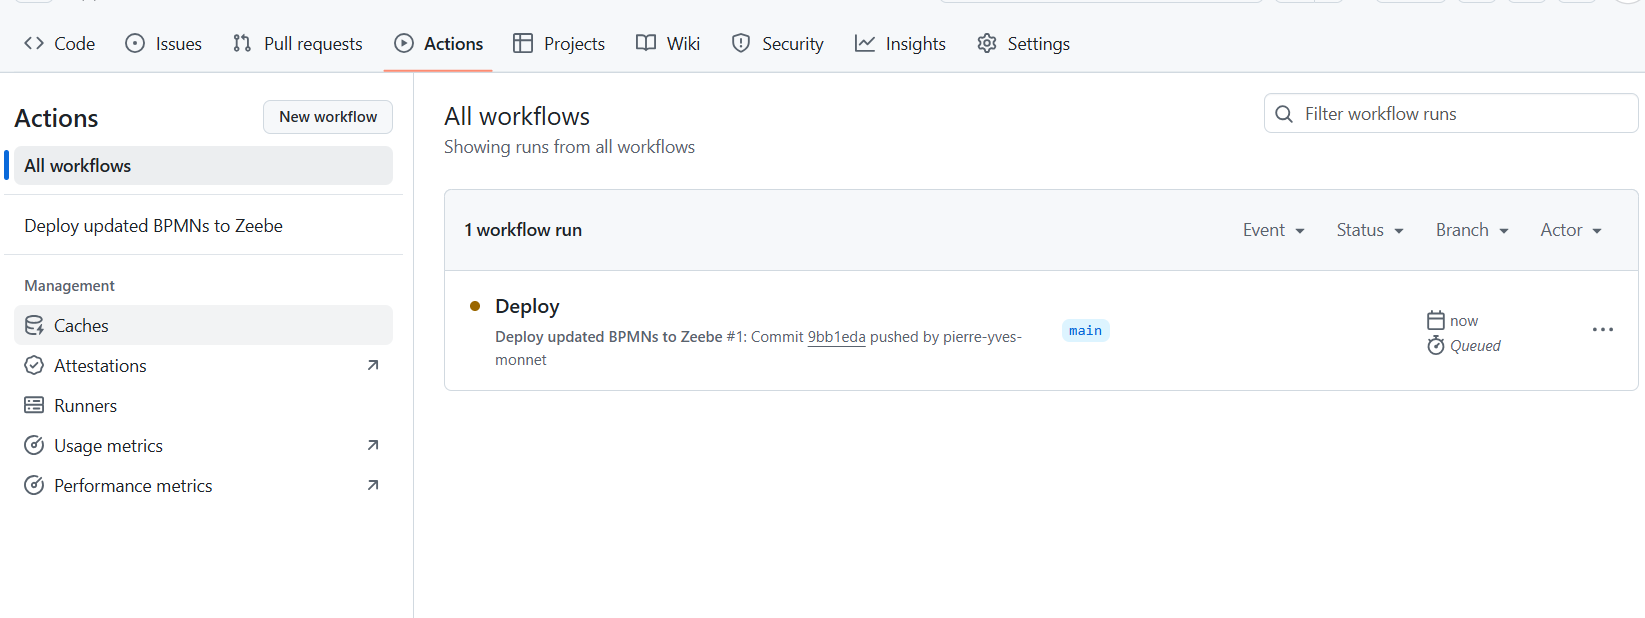 Code Issues Pull requests Actions Projects Wiki Security Insights Settings
Actions
New workflow
All workflows
Deploy updated BPMNs to Zeebe
Management
Caches
Attestations
Runners
Usage metrics
Performance metrics
All workflows
Showing runs from all workflows
Filter workflow runs
1 workflow run
Event Status Branch Actor
Deploy
Deploy updated BPMNs to Zeebe #1: Commit 9bb1eda pushed by pierre-yves-
monnet
main
now
Queued